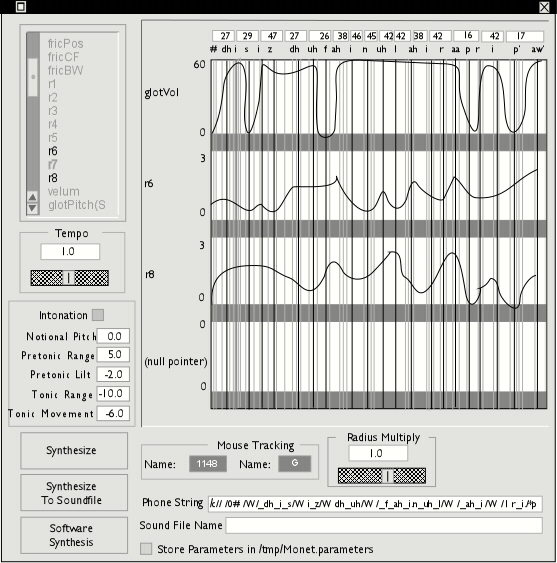 27 29 47 27 26 38 46 45 42 42 38 42 16 42 17
# dh i s i z dh uh f ah i n uh l ah i r aa p r i p' aw'
fricPos
fricCF
fricBW
r1
r2
r3
r4
r5
r6
r7
r8
velum
glotPitch(S
glotVol
60
0
r6
3
0
r8
3
0
0
(null pointer)
0
Tempo
1.0
Intonation
Notional Pitch 0.0
Pretonic Range 5.0
Pretonic Lilt -2.0
Tonic Range -10.0
Tonic Movement -6.0
Synthesize
Synthesize
To Soundfile
Software
Synthesis
Mouse Tracking
Name: 1148 Name: G
Radius Multiply
1.0
Phone String /c// /0# /W/_dh_i_s/W i_z/W dh_uh/W /_f_ah_i.n_uh_l/W /_ah_i /W /l r_i./*p
Sound File Name
Store Parameters in /tmp/Monet.parameters